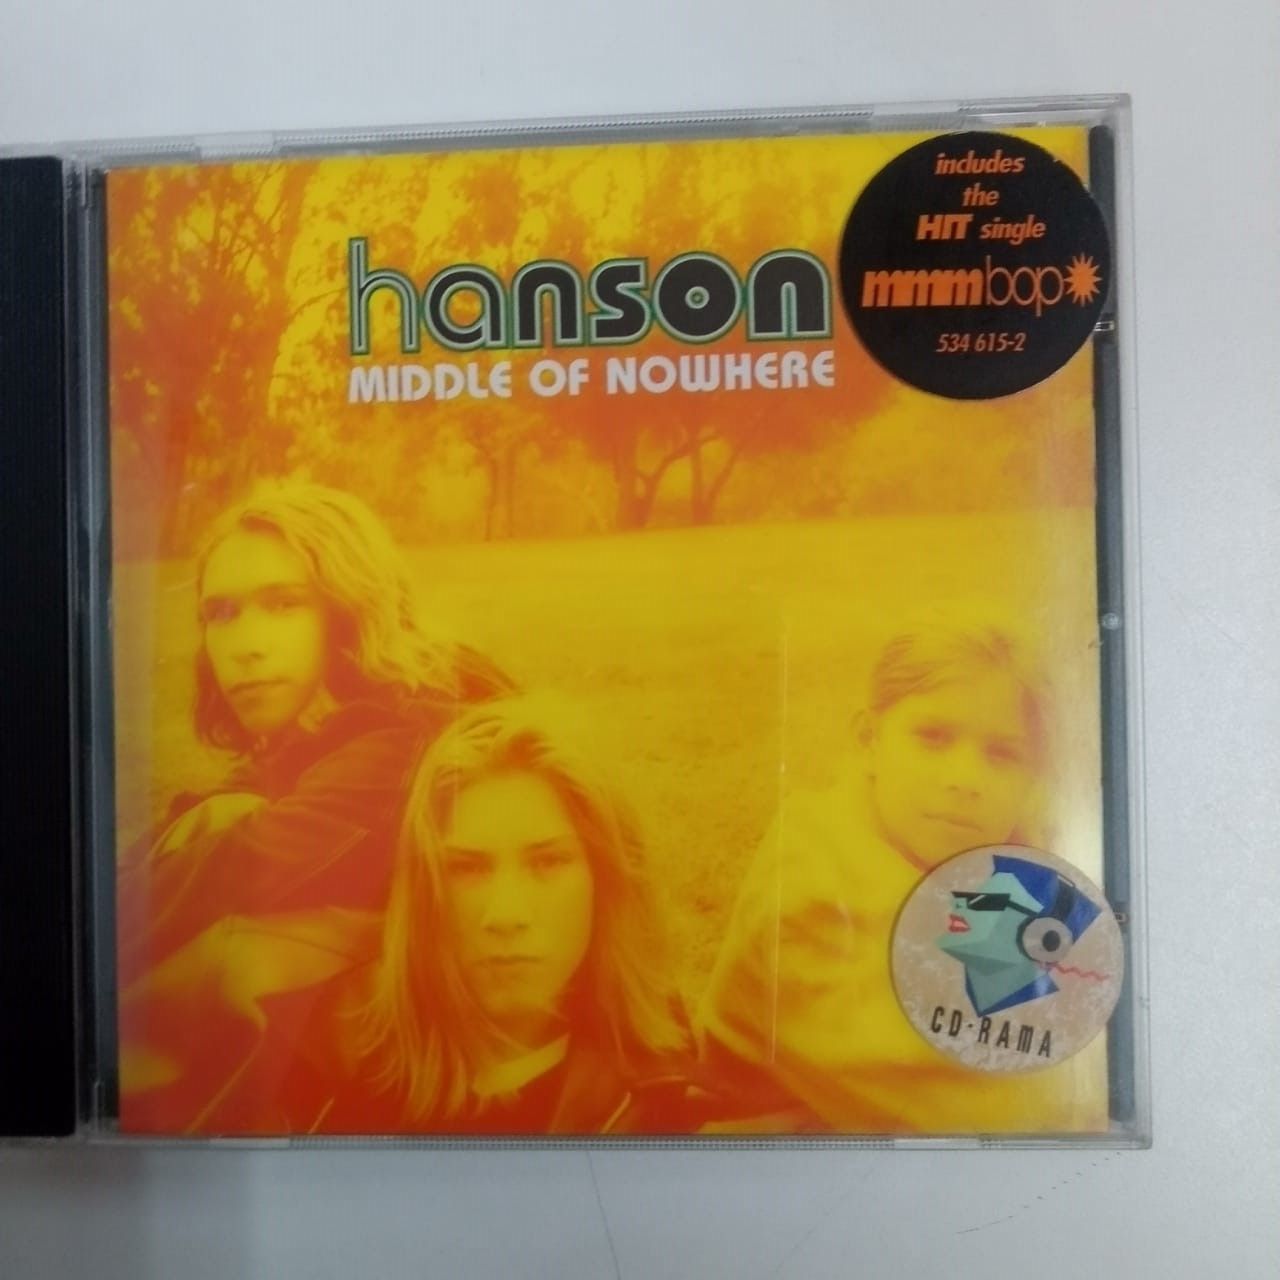 hanson
MIDDLE OF NOWHERE
includes
the
HIT single
mmmbop
534 615-2
CD-RAMA